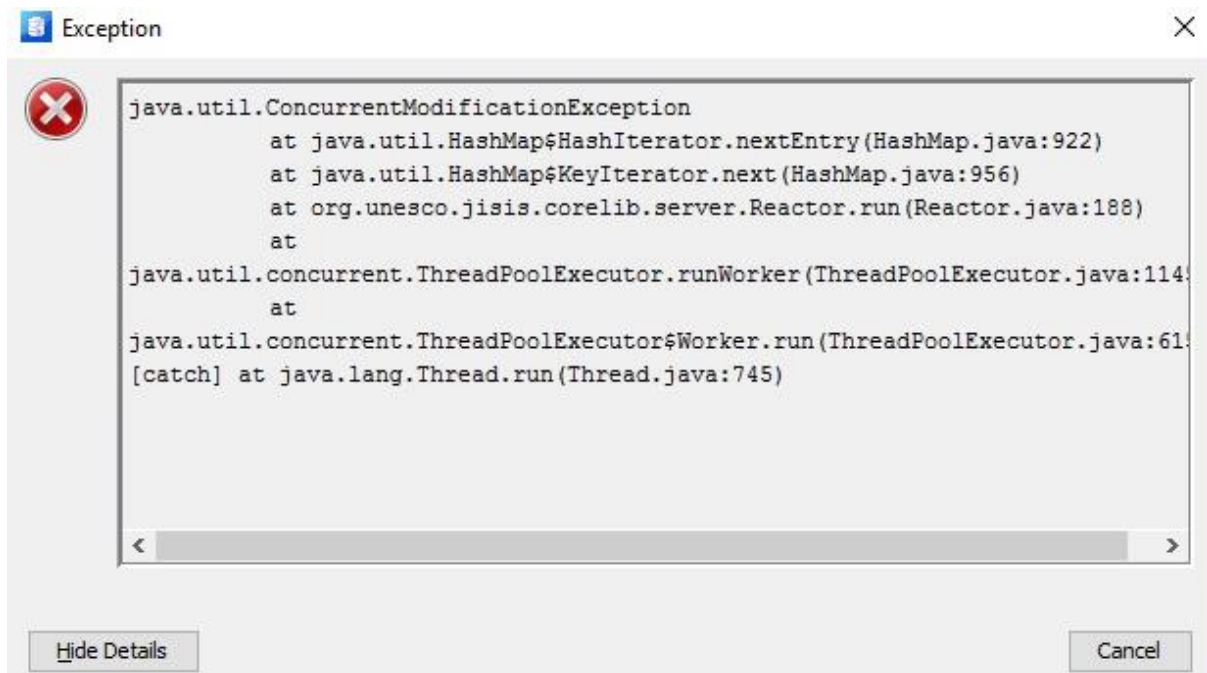 Exception
java.util.ConcurrentModificationException
at java.util.HashMap$HashIterator.nextEntry(HashMap.java:922)
at java.util.HashMap$KeyIterator.next(HashMap.java:956)
at org.unesco.jisis.corelib.server.Reactor.run(Reactor.java:188)
at
java.util.concurrent.ThreadPoolExecutor.runWorker(ThreadPoolExecutor.java:114
at
java.util.concurrent.ThreadPoolExecutor$Worker.run(ThreadPoolExecutor.java:61
[catch] at java.lang.Thread.run(Thread.java:745)
Hide Details
Cancel